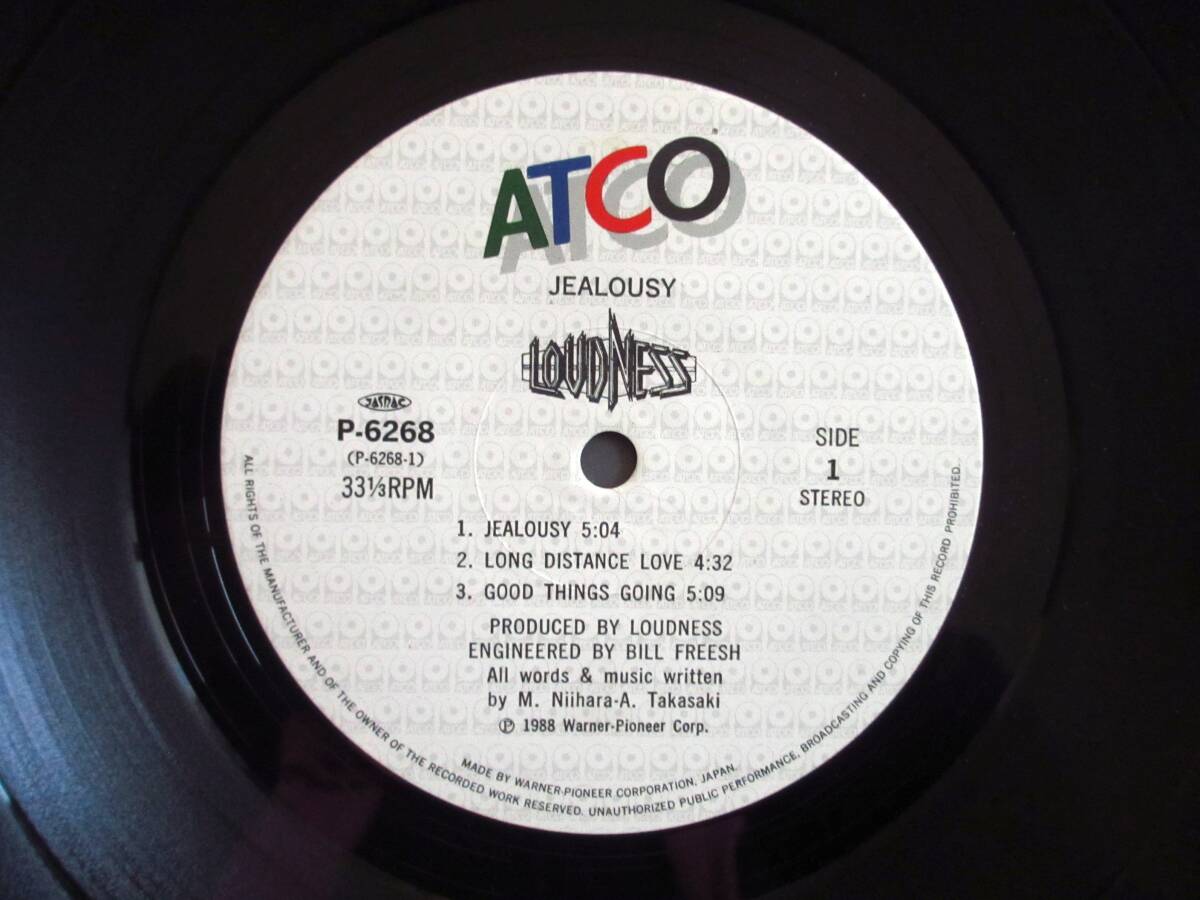 ATCO
JEALOUSY
LOUDNESS
JASRAC
P-6268
(P-6268-1)
33⅓RPM
SIDE
1
STEREO
1. JEALOUSY 5:04
2. LONG DISTANCE LOVE 4:32
3. GOOD THINGS GOING 5:09
PRODUCED BY LOUDNESS
ENGINEERED BY BILL FREESH
All words & music written
by M. Niihara-A. Takasaki
Ⓟ 1988 Warner-Pioneer Corp.
MADE BY WARNER-PIONEER CORPORATION, JAPAN.
ALL RIGHTS OF THE MANUFACTURER AND OF THE OWNER OF THE RECORDED WORK RESERVED. UNAUTHORIZED PUBLIC PERFORMANCE, BROADCASTING AND COPYING OF THIS RECORD PROHIBITED.